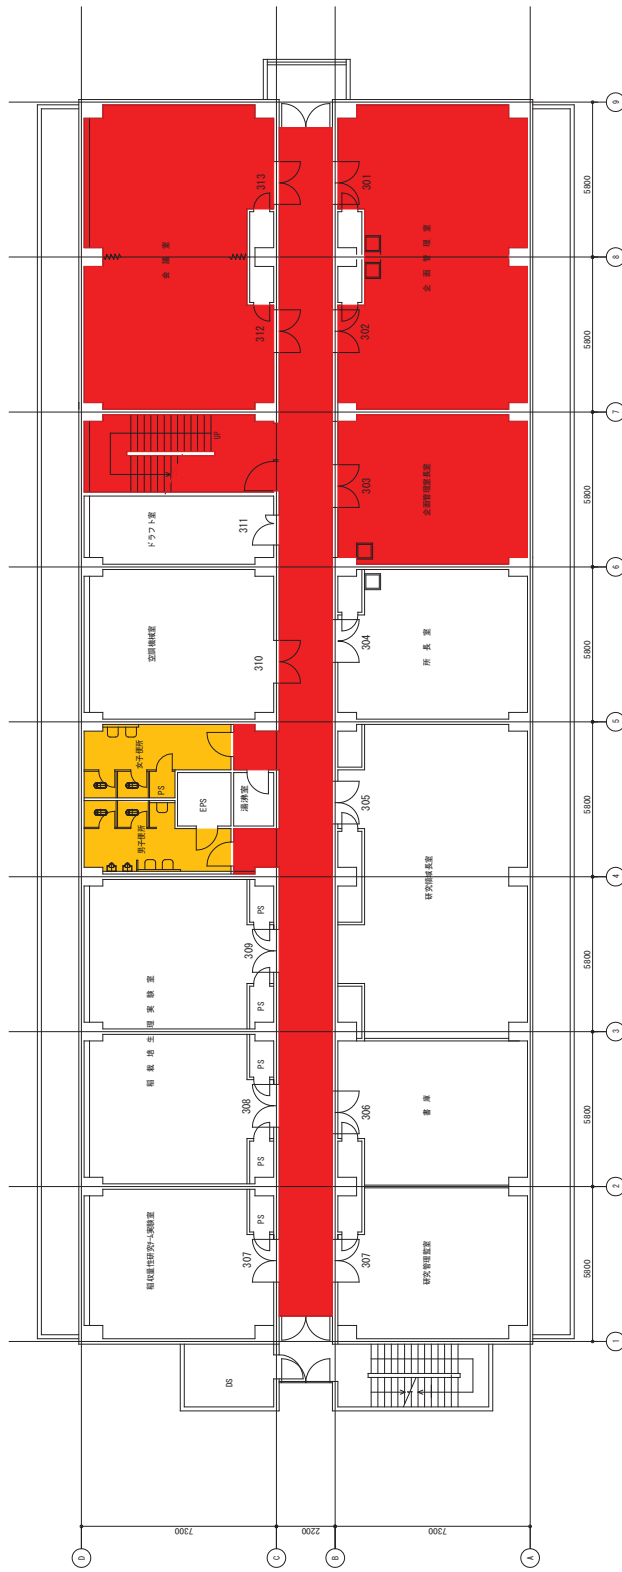 9
313
301
会議室
企画管理室
5800
8
312
302
5800
7
UP
303
企画管理室長室
5800
ドラフト室
311
6
空調機械室
310
304
所長室
5800
5
女子便所
PS
EPS
湯沸室
305
5800
男子便所
4
研究領域長室
PS
309
5800
PS
稲栽培生理実験室
3
PS
308
306
書庫
5800
PS
2
PS
稲収量性研究チーム実験室
307
307
研究管理監室
5800
1
DS
7300
2200
7300
D
C
B
A